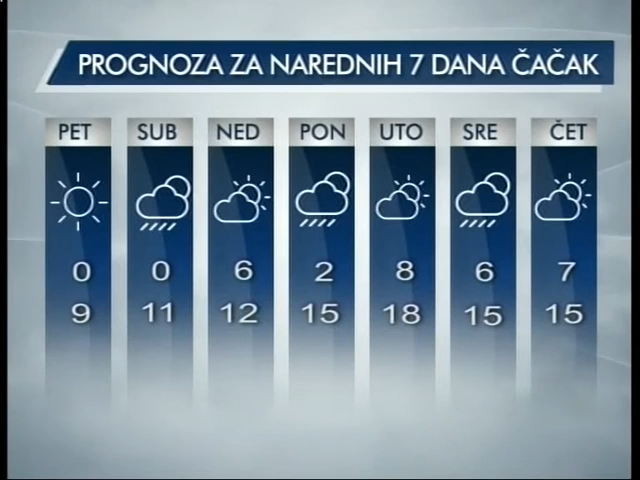 PROGNOZA ZA NAREDNIH 7 DANA ČAČAK
PET SUB NED PON UTO SRE ČET
0 0 6 2 8 6 7
9 11 12 15 18 15 15